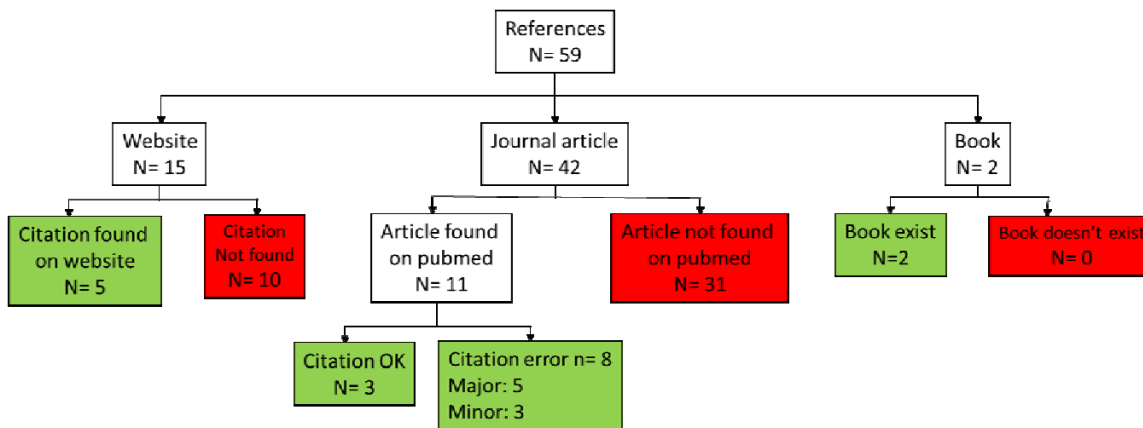 References
N= 59
Website
N= 15
Journal article
N= 42
Book
N= 2
Citation found
on website
N= 5
Citation
Not found
N= 10
Article found
on pubmed
N= 11
Article not found
on pubmed
N= 31
Book exist
N=2
Book doesn't exist
N= 0
Citation OK
N= 3
Citation error n= 8
Major: 5
Minor: 3